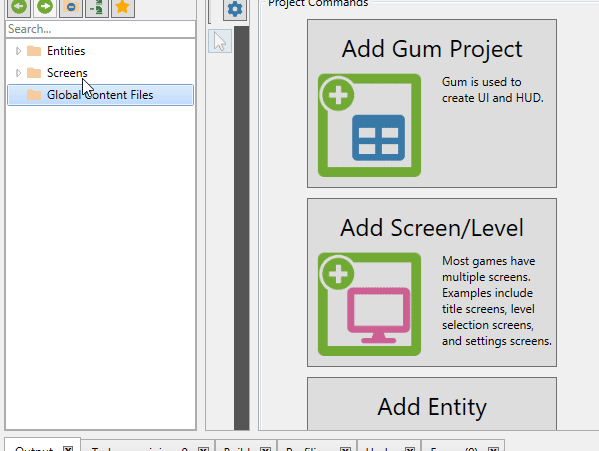 Project Commands
Search...
Entities
Screens
Global Content Files
Add Gum Project
Gum is used to
create UI and HUD.
Add Screen/Level
Most games have
multiple screens.
Examples include
title screens, level
selection screens,
and settings screens.
Add Entity
Output